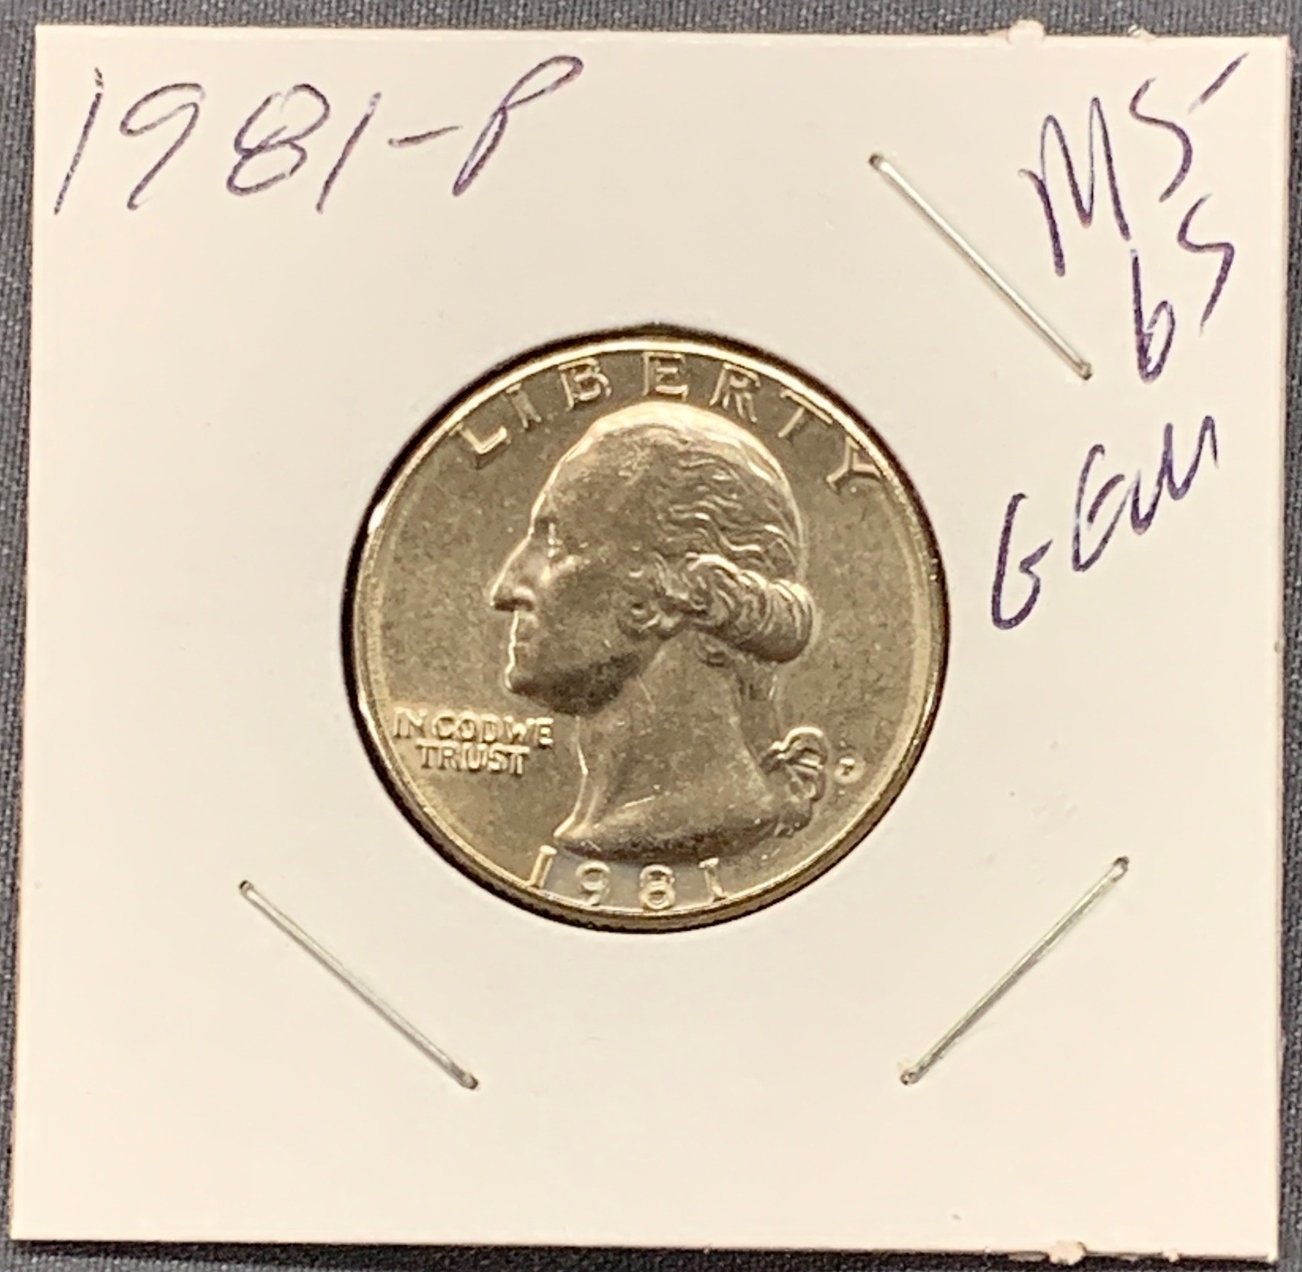 1981-P
MS-
65
GEM
LIBERTY
IN GOD WE
TRUST
P
1981